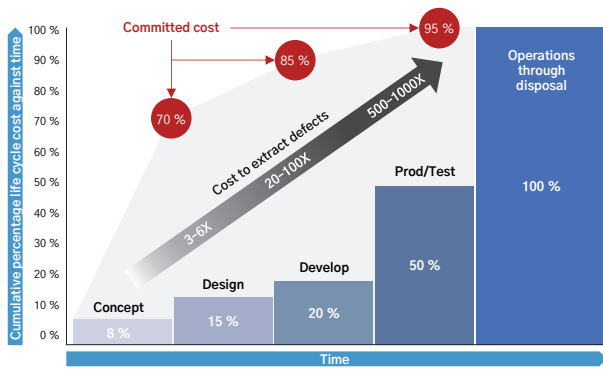 Cumulative percentage life cycle cost against time
100 %
90 %
80 %
70 %
60 %
50 %
40 %
30 %
20 %
10 %
0 %
Committed cost
70 %
85 %
95 %
Cost to extract defects
3–6X
20–100X
500–1000X
Concept
8 %
Design
15 %
Develop
20 %
Prod/Test
50 %
Operations
through
disposal
100 %
Time